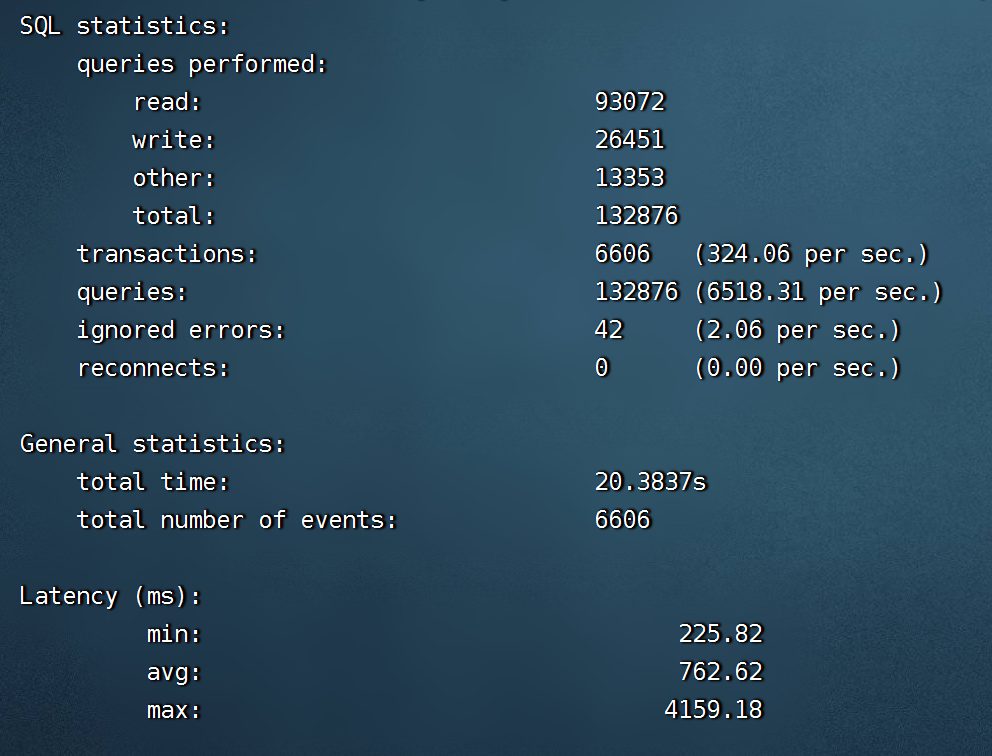 SQL statistics:
queries performed:
read: 93072
write: 26451
other: 13353
total: 132876
transactions: 6606 (324.06 per sec.)
queries: 132876 (6518.31 per sec.)
ignored errors: 42 (2.06 per sec.)
reconnects: 0 (0.00 per sec.)
General statistics:
total time: 20.3837s
total number of events: 6606
Latency (ms):
min: 225.82
avg: 762.62
max: 4159.18